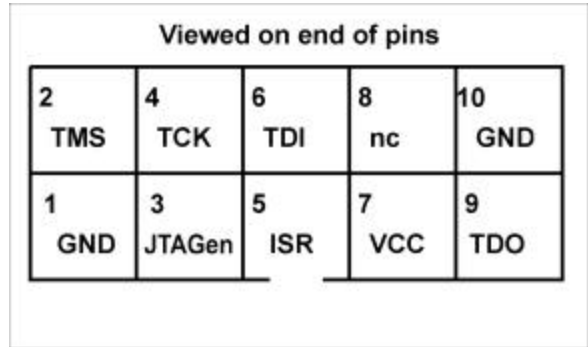 Viewed on end of pins
2 4 6 8 10
TMS TCK TDI nc GND
1 3 5 7 9
GND JTAGen ISR VCC TDO